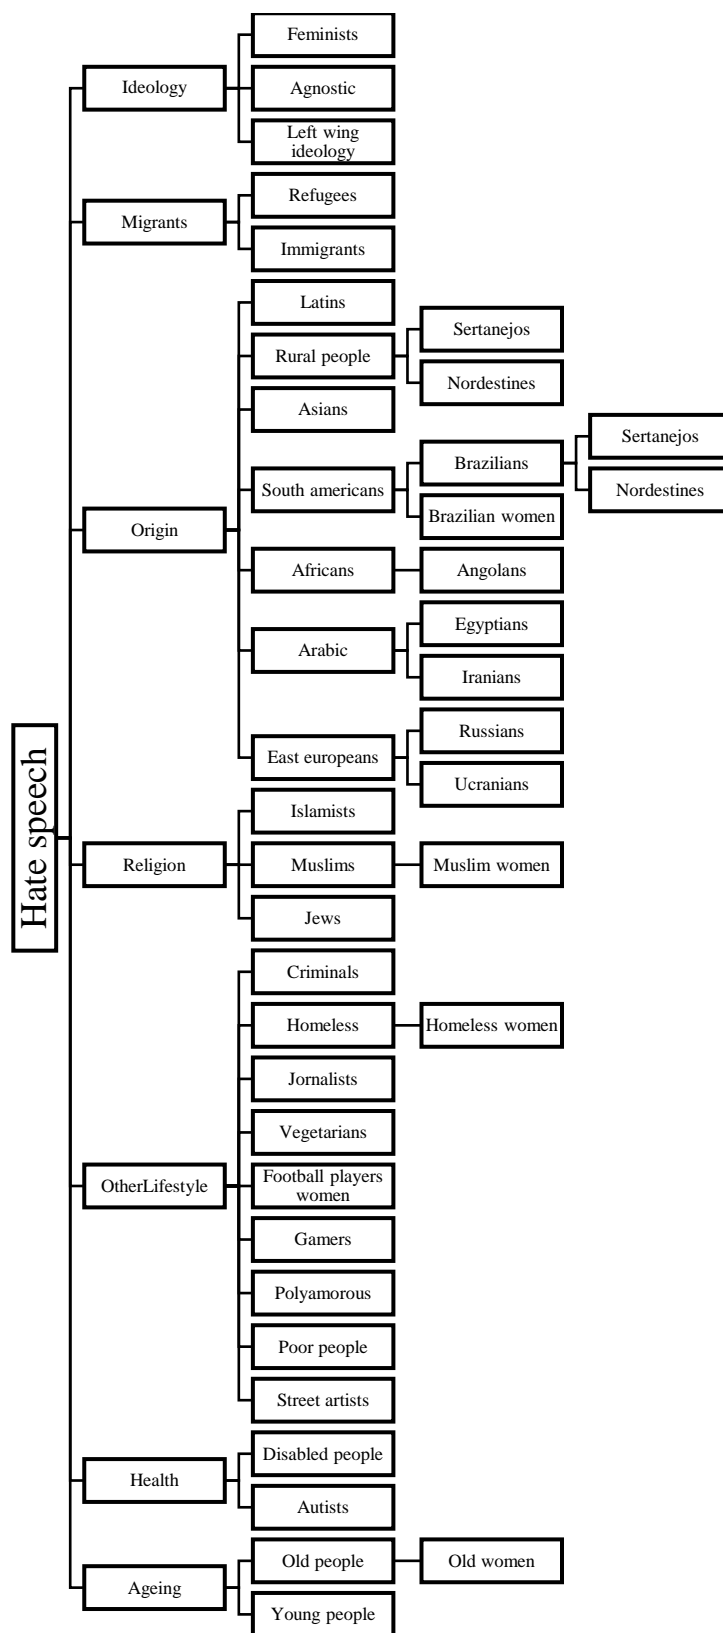 Hate speech
Ideology
Feminists
Agnostic
Left wing
ideology
Migrants
Refugees
Immigrants
Origin
Latins
Rural people
Sertanejos
Nordestines
Asians
South americans
Brazilians
Sertanejos
Nordestines
Brazilian women
Africans
Angolans
Arabic
Egyptians
Iranians
East europeans
Russians
Ucranians
Religion
Islamists
Muslims
Muslim women
Jews
OtherLifestyle
Criminals
Homeless
Homeless women
Jornalists
Vegetarians
Football players
women
Gamers
Polyamorous
Poor people
Street artists
Health
Disabled people
Autists
Ageing
Old people
Old women
Young people